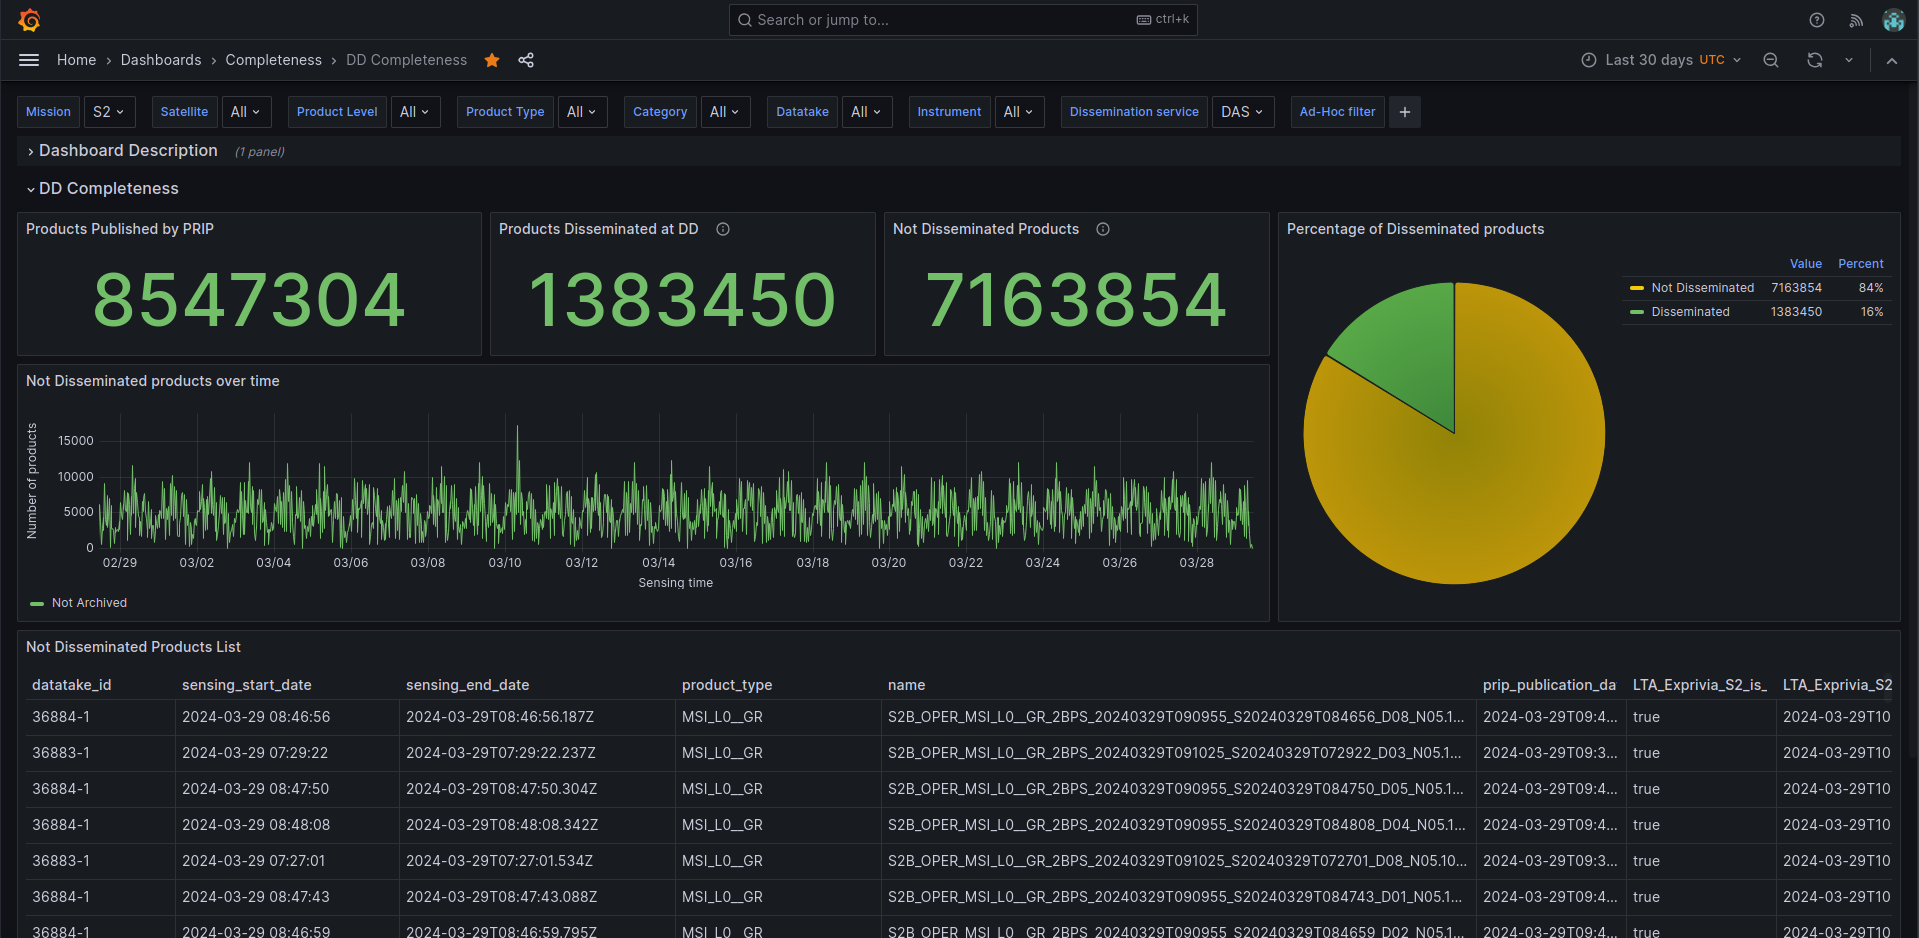 Search or jump to... ctrl+k
Home › Dashboards › Completeness › DD Completeness Last 30 days UTC
Mission S2 Satellite All Product Level All Product Type All Category All Datatake All Instrument All Dissemination service DAS Ad-Hoc filter +
Dashboard Description (1 panel)
DD Completeness
Products Published by PRIP
8547304
Products Disseminated at DD
1383450
Not Disseminated Products
7163854
Percentage of Disseminated products
Value Percent
Not Disseminated 7163854 84%
Disseminated 1383450 16%
Not Disseminated products over time
Number of products
15000
10000
5000
0
02/29 03/02 03/04 03/06 03/08 03/10 03/12 03/14 03/16 03/18 03/20 03/22 03/24 03/26 03/28
Sensing time
Not Archived
Not Disseminated Products List
datatake_id sensing_start_date sensing_end_date product_type name prip_publication_da LTA_Exprivia_S2_is_ LTA_Exprivia_S2
36884-1 2024-03-29 08:46:56 2024-03-29T08:46:56.187Z MSI_L0__GR S2B_OPER_MSI_L0__GR_2BPS_20240329T090955_S20240329T084656_D08_N05.1... 2024-03-29T09:4... true 2024-03-29T10
36883-1 2024-03-29 07:29:22 2024-03-29T07:29:22.237Z MSI_L0__GR S2B_OPER_MSI_L0__GR_2BPS_20240329T091025_S20240329T072922_D03_N05.1... 2024-03-29T09:3... true 2024-03-29T10
36884-1 2024-03-29 08:47:50 2024-03-29T08:47:50.304Z MSI_L0__GR S2B_OPER_MSI_L0__GR_2BPS_20240329T090955_S20240329T084750_D05_N05.1... 2024-03-29T09:4... true 2024-03-29T10
36884-1 2024-03-29 08:48:08 2024-03-29T08:48:08.342Z MSI_L0__GR S2B_OPER_MSI_L0__GR_2BPS_20240329T090955_S20240329T084808_D04_N05.1... 2024-03-29T09:4... true 2024-03-29T10
36883-1 2024-03-29 07:27:01 2024-03-29T07:27:01.534Z MSI_L0__GR S2B_OPER_MSI_L0__GR_2BPS_20240329T091025_S20240329T072701_D08_N05.10... 2024-03-29T09:3... true 2024-03-29T10
36884-1 2024-03-29 08:47:43 2024-03-29T08:47:43.088Z MSI_L0__GR S2B_OPER_MSI_L0__GR_2BPS_20240329T090955_S20240329T084743_D01_N05.1... 2024-03-29T09:4... true 2024-03-29T10
36884-1 2024-03-29 08:46:59 2024-03-29T08:46:59.795Z MSI_L0__GR S2B_OPER_MSI_L0__GR_2BPS_20240329T090955_S20240329T084659_D02_N05.1... 2024-03-29T09:4... true 2024-03-29T10